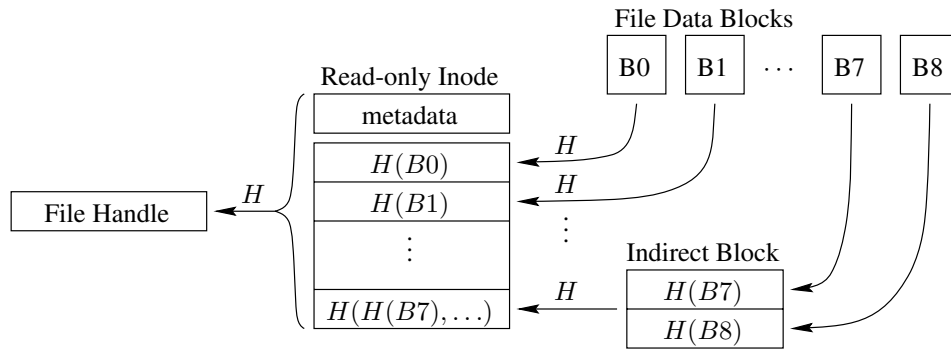 File Data Blocks
B0 B1 ··· B7 B8
Read-only Inode
metadata
H
H(B0)
H
H(B1)
H
File Handle
⋮
⋮
Indirect Block
H
H(B7)
H(H(B7),...)
H(B8)